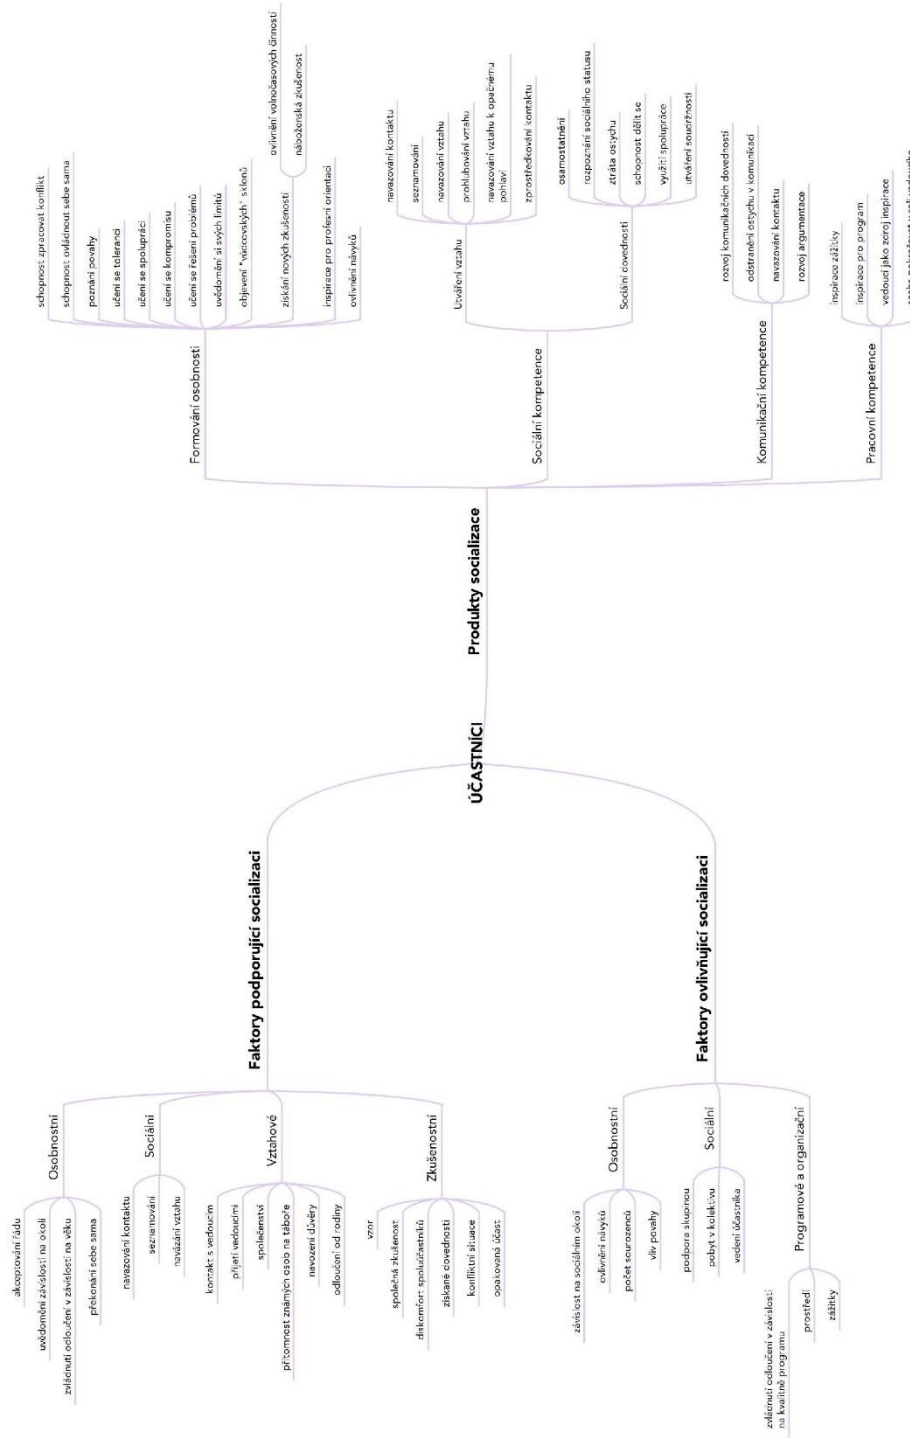 ÚČASTNÍCI
Faktory podporující socializaci
Osobnostní
akceptování řádu
uvědomění závislosti na okolí
zvládnutí odloučení v závislosti na věku
překonání sebe sama
Sociální
navazování kontaktu
seznamování
navázání vztahu
Vztahové
kontakt s vedoucím
přijetí vedoucími
společenství
přítomnost známých osob na táboře
navození důvěry
odloučení od rodiny
Zkušenostní
vzor
společná zkušenost
diskomfort spoluúčastníků
získané dovednosti
konfliktní situace
opakovaná účast
Faktory ovlivňující socializaci
Osobnostní
závislost na sociálním okolí
ovlivnění návyků
počet sourozenců
vliv povahy
Sociální
podpora skupinou
pobyt v kolektivu
vedení účastníka
Programové a organizační
zvládnutí odloučení v závislosti
na kvalitně programu
prostředí
zážitky
Produkty socializace
Formování osobnosti
schopnost zpracovat konflikt
schopnost ovládnout sebe sama
poznání povahy
učení se toleranci
učení se spolupráci
učení se kompromisu
učení se řešení problémů
uvědomění si svých limitů
objevení "vůdcovských" sklonů
získání nových zkušeností
ovlivnění volnočasových činností
náboženská zkušenost
inspirace pro profesní orientaci
ovlivnění návyků
Sociální kompetence
Utváření vztahu
navazování kontaktu
seznamování
navazování vztahu
prohlubování vztahu
navazování vztahu k opačnému
pohlaví
zprostředkování kontaktu
Sociální dovednosti
osamostatnění
rozpoznání sociálního statusu
ztráta ostychu
schopnost dělit se
využití spolupráce
utváření soudržnosti
Komunikační kompetence
rozvoj komunikačních dovedností
odstranění ostychu v komunikaci
navazování kontaktu
rozvoj argumentace
Pracovní kompetence
inspirace zážitky
inspirace pro program
vedoucí jako zdroj inspirace